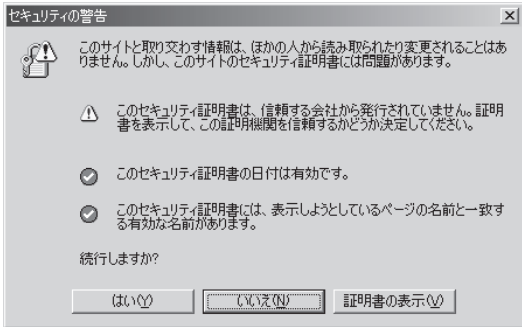 セキュリティの警告
このサイトと取り交わす情報は、ほかの人から読み取られたり変更されることはあ
りません。しかし、このサイトのセキュリティ証明書には問題があります。
このセキュリティ証明書は、信頼する会社から発行されていません。証明
書を表示して、この証明機関を信頼するかどうか決定してください。
このセキュリティ証明書の日付は有効です。
このセキュリティ証明書には、表示しようとしているページの名前と一致す
る有効な名前があります。
続行しますか?
はい(Y) いいえ(N) 証明書の表示(V)